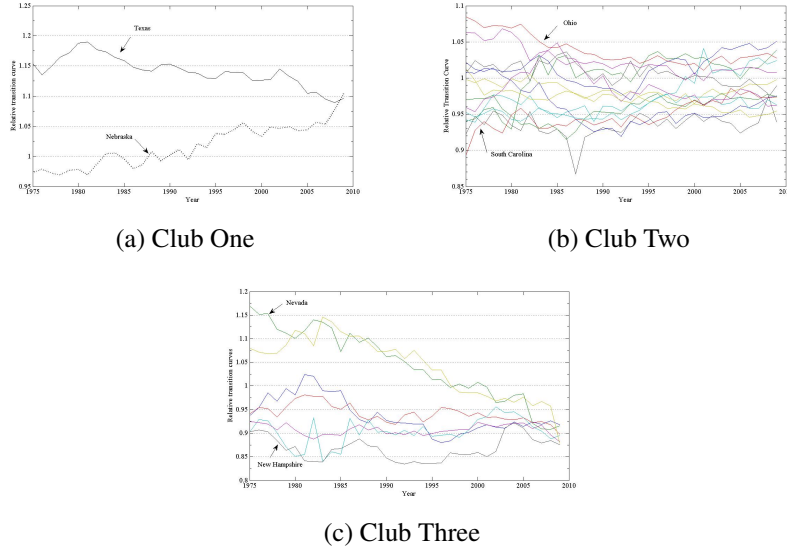 1.25
1.2
1.15
1.1
1.05
1
0.95
Relative transition curve
Texas
Nebraska
1975 1980 1985 1990 1995 2000 2005 2010
Year
(a) Club One
1.1
1.05
1
0.95
0.9
0.85
Relative Transition Curve
Ohio
South Carolina
1975 1980 1985 1990 1995 2000 2005 2010
Year
(b) Club Two
1.2
1.15
1.1
1.05
1
0.95
0.9
0.85
0.8
Relative transition curves
Nevada
New Hampshire
1975 1980 1985 1990 1995 2000 2005 2010
Year
(c) Club Three